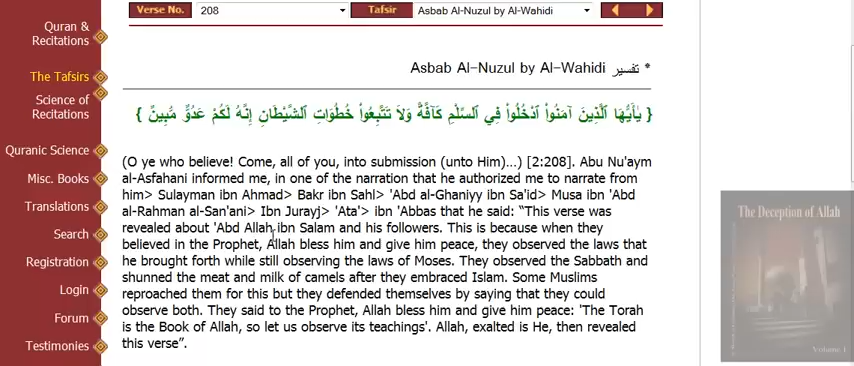 Verse No. 208 Tafsir Asbab Al-Nuzul by Al-Wahidi
Quran &
Recitations
The Tafsirs
Science of
Recitations
Quranic Science
Misc. Books
Translations
Search
Registration
Login
Forum
Testimonies
* تفسير Asbab Al-Nuzul by Al-Wahidi
{ يٰأَيُّهَا ٱلَّذِينَ آمَنُواْ ٱدْخُلُواْ فِي ٱلسِّلْمِ كَآفَّةً وَلاَ تَتَّبِعُواْ خُطُوَاتِ ٱلشَّيْطَانِ إِنَّهُ لَكُمْ عَدُوٌّ مُّبِينٌ }
(O ye who believe! Come, all of you, into submission (unto Him)…) [2:208]. Abu Nu'aym
al-Asfahani informed me, in one of the narration that he authorized me to narrate from
him> Sulayman ibn Ahmad> Bakr ibn Sahl> 'Abd al-Ghaniyy ibn Sa'id> Musa ibn 'Abd
al-Rahman al-San'ani> Ibn Jurayj> 'Ata'> ibn 'Abbas that he said: “This verse was
revealed about 'Abd Allah ibn Salam and his followers. This is because when they
believed in the Prophet, Allah bless him and give him peace, they observed the laws that
he brought forth while still observing the laws of Moses. They observed the Sabbath and
shunned the meat and milk of camels after they embraced Islam. Some Muslims
reproached them for this but they defended themselves by saying that they could
observe both. They said to the Prophet, Allah bless him and give him peace: 'The Torah
is the Book of Allah, so let us observe its teachings'. Allah, exalted is He, then revealed
this verse”.
The Deception of Allah
Volume 1